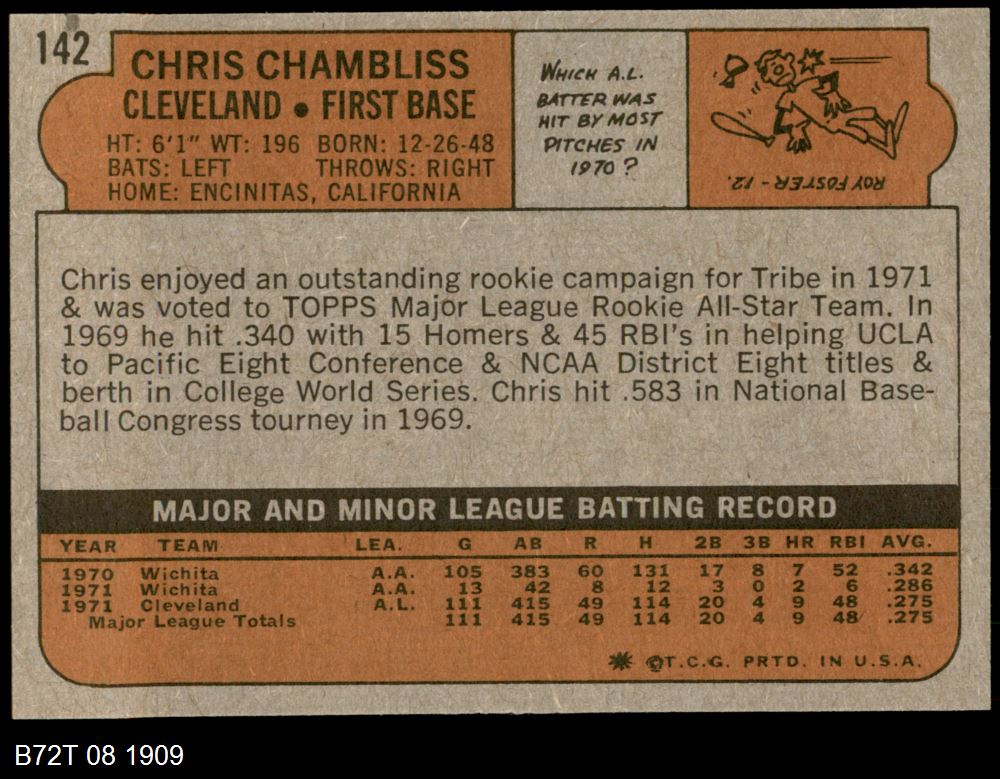 142
CHRIS CHAMBLISS
CLEVELAND • FIRST BASE
HT: 6'1" WT: 196 BORN: 12-26-48
BATS: LEFT THROWS: RIGHT
HOME: ENCINITAS, CALIFORNIA
WHICH A.L.
BATTER WAS
HIT BY MOST
PITCHES IN
1970?
ROY FOSTER - 12.
Chris enjoyed an outstanding rookie campaign for Tribe in 1971
& was voted to TOPPS Major League Rookie All-Star Team. In
1969 he hit .340 with 15 Homers & 45 RBI's in helping UCLA
to Pacific Eight Conference & NCAA District Eight titles &
berth in College World Series. Chris hit .583 in National Base-
ball Congress tourney in 1969.
MAJOR AND MINOR LEAGUE BATTING RECORD
YEAR TEAM LEA. G AB R H 2B 3B HR RBI AVG.
1970 Wichita A.A. 105 383 60 131 17 8 7 52 .342
1971 Wichita A.A. 13 42 8 12 3 0 2 6 .286
1971 Cleveland A.L. 111 415 49 114 20 4 9 48 .275
Major League Totals 111 415 49 114 20 4 9 48 .275
* ©T.C.G. PRTD. IN U.S.A.
B72T 08 1909